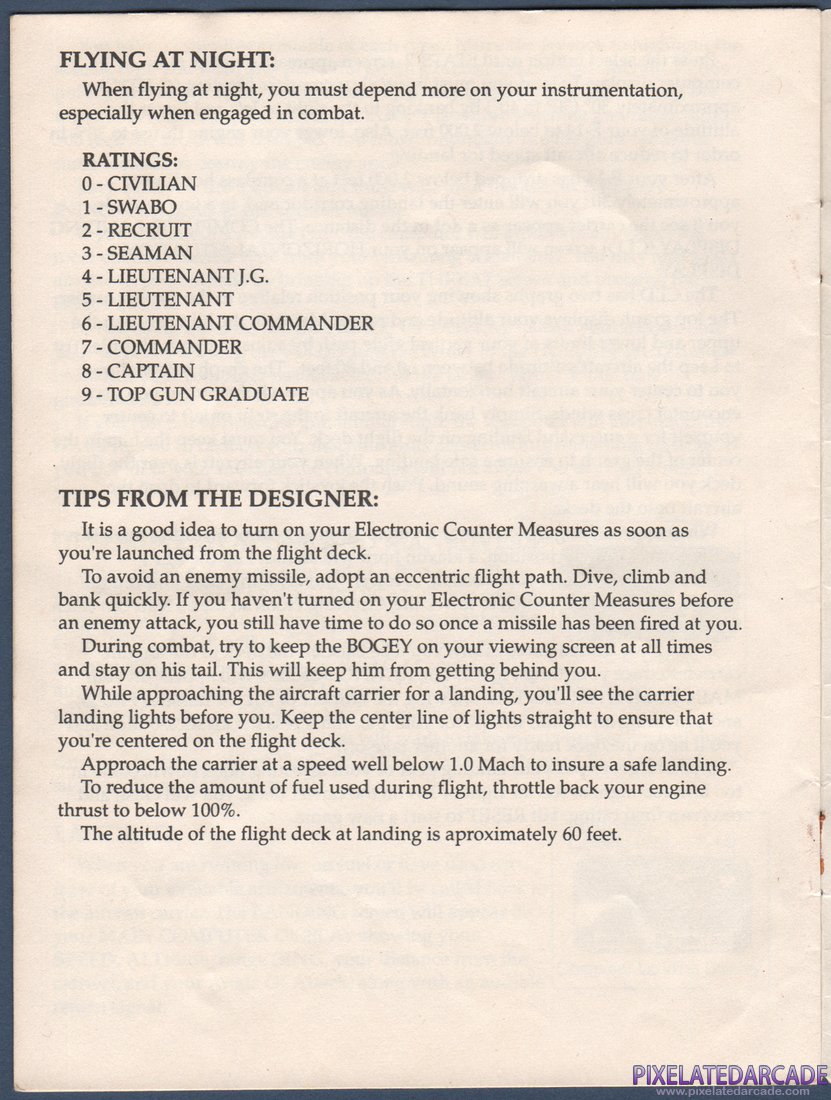 FLYING AT NIGHT:
When flying at night, you must depend more on your instrumentation,
especially when engaged in combat.
RATINGS:
0 - CIVILIAN
1 - SWABO
2 - RECRUIT
3 - SEAMAN
4 - LIEUTENANT J.G.
5 - LIEUTENANT
6 - LIEUTENANT COMMANDER
7 - COMMANDER
8 - CAPTAIN
9 - TOP GUN GRADUATE
TIPS FROM THE DESIGNER:
It is a good idea to turn on your Electronic Counter Measures as soon as
you're launched from the flight deck.
To avoid an enemy missile, adopt an eccentric flight path. Dive, climb and
bank quickly. If you haven't turned on your Electronic Counter Measures before
an enemy attack, you still have time to do so once a missile has been fired at you.
During combat, try to keep the BOGEY on your viewing screen at all times
and stay on his tail. This will keep him from getting behind you.
While approaching the aircraft carrier for a landing, you'll see the carrier
landing lights before you. Keep the center line of lights straight to ensure that
you're centered on the flight deck.
Approach the carrier at a speed well below 1.0 Mach to insure a safe landing.
To reduce the amount of fuel used during flight, throttle back your engine
thrust to below 100%.
The altitude of the flight deck at landing is aproximately 60 feet.
PIXELATEDARCADE
www.pixelatedarcade.com